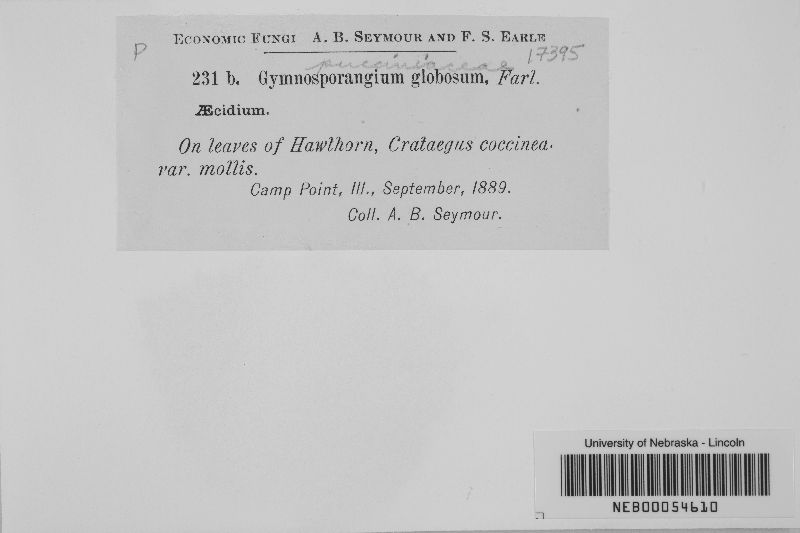 P
ECONOMIC FUNGI A. B. SEYMOUR AND F. S. EARLE
17395
pucciniaceae
231 b. Gymnosporangium globosum, Farl.
Æcidium.
On leaves of Hawthorn, Crataegus coccinea.
var. mollis.
Camp Point, Ill., September, 1889.
Coll. A. B. Seymour.
University of Nebraska - Lincoln
NEB00054610